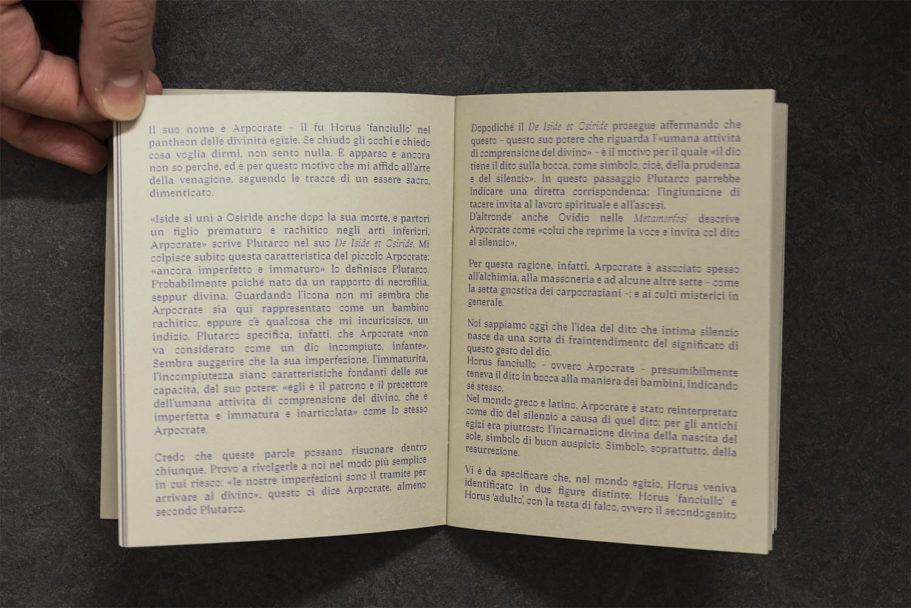 Il suo nome è Arpocrate – il fu Horus ‘fanciullo’ nel
pantheon delle divinità egizie. Se chiudo gli occhi e chiedo
cosa voglia dirmi, non sento nulla. È apparso e ancora
non so perché, ed è per questo motivo che mi affido all’arte
della venagione, seguendo le tracce di un essere sacro,
dimenticato.
«Iside si unì a Osiride anche dopo la sua morte, e partorì
un figlio prematuro e rachitico negli arti inferiori,
Arpocrate» scrive Plutarco nel suo De Iside et Osiride. Mi
colpisce subito questa caratteristica del piccolo Arpocrate:
«ancora imperfetto e immaturo» lo definisce Plutarco.
Probabilmente poiché nato da un rapporto di necrofilia,
seppur divina. Guardando l’icona non mi sembra che
Arpocrate sia qui rappresentato come un bambino
rachitico, eppure c’è qualcosa che mi incuriosisce, un
indizio. Plutarco specifica, infatti, che Arpocrate «non
va considerato come un dio incompiuto, infante».
Sembra suggerire che la sua imperfezione, l’immaturità,
l’incompiutezza siano caratteristiche fondanti delle sue
capacità, del suo potere: «egli è il patrono e il precettore
dell’umana attività di comprensione del divino, che è
imperfetta e immatura e inarticolata» come lo stesso
Arpocrate.
Credo che queste parole possano risuonare dentro
chiunque. Provo a rivolgerle a noi nel modo più semplice
in cui riesco: «le nostre imperfezioni sono il tramite per
arrivare al divino», questo ci dice Arpocrate, almeno
secondo Plutarco.
Dopodiché il De Iside et Osiride prosegue affermando che
questo – questo suo potere che riguarda l’«umana attività
di comprensione del divino» – è il motivo per il quale «il dio
tiene il dito sulla bocca, come simbolo, cioè, della prudenza
e del silenzio». In questo passaggio Plutarco parrebbe
indicare una diretta corrispondenza: l’ingiunzione di
tacere invita al lavoro spirituale e all’ascesi.
D’altronde anche Ovidio nelle Metamorfosi descrive
Arpocrate come «colui che reprime la voce e invita col dito
al silenzio».
Per questa ragione, infatti, Arpocrate è associato spesso
all’alchimia, alla massoneria e ad alcune altre sette – come
la setta gnostica dei carpocraziani –; e ai culti misterici in
generale.
Noi sappiamo oggi che l’idea del dito che intima silenzio
nasce da una sorta di fraintendimento del significato di
questo gesto del dio.
Horus fanciullo – ovvero Arpocrate – presumibilmente
teneva il dito in bocca alla maniera dei bambini, indicando
sé stesso.
Nel mondo greco e latino, Arpocrate è stato reinterpretato
come dio del silenzio a causa di quel dito; per gli antichi
egizi era piuttosto l’incarnazione divina della nascita del
sole, simbolo di buon auspicio. Simbolo, soprattutto, della
resurrezione.
Vi è da specificare che, nel mondo egizio, Horus veniva
identificato in due figure distinte: Horus ‘fanciullo’ e
Horus ‘adulto’, con la testa di falco, ovvero il secondogenito